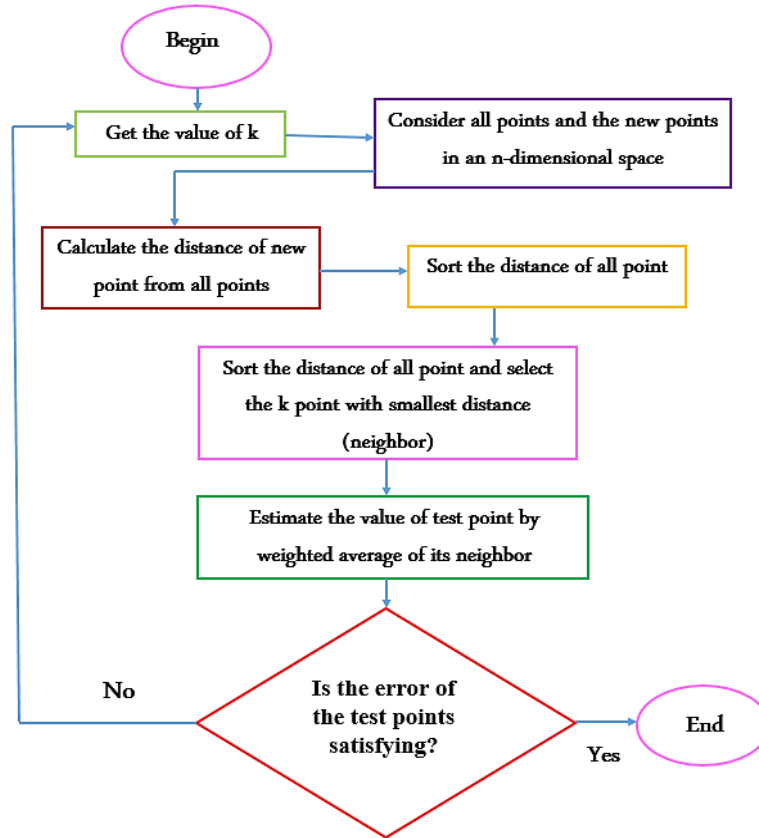 Begin
Get the value of k
Consider all points and the new points
in an n-dimensional space
Calculate the distance of new
point from all points
Sort the distance of all point
Sort the distance of all point and select
the k point with smallest distance
(neighbor)
Estimate the value of test point by
weighted average of its neighbor
Is the error of
the test points
satisfying?
No
Yes
End